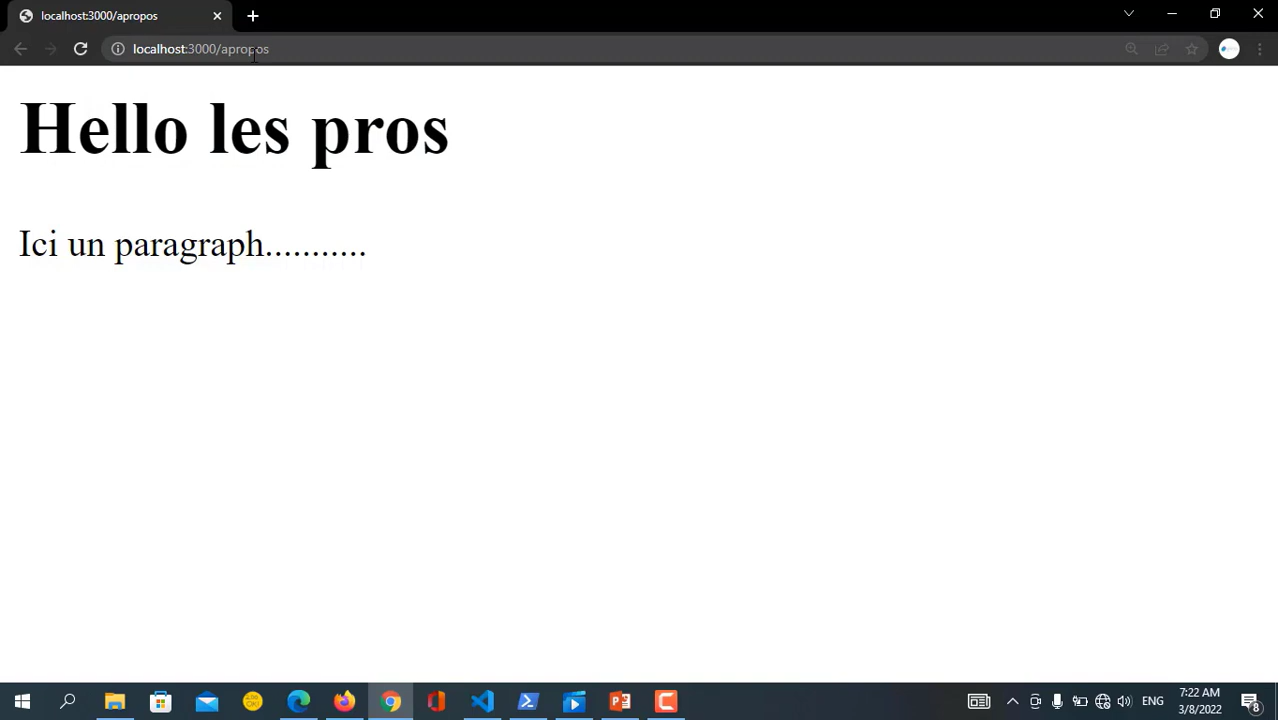 localhost:3000/apropos
localhost:3000/apropos
Hello les pros
Ici un paragraph...........
ENG
7:22 AM
3/8/2022
8